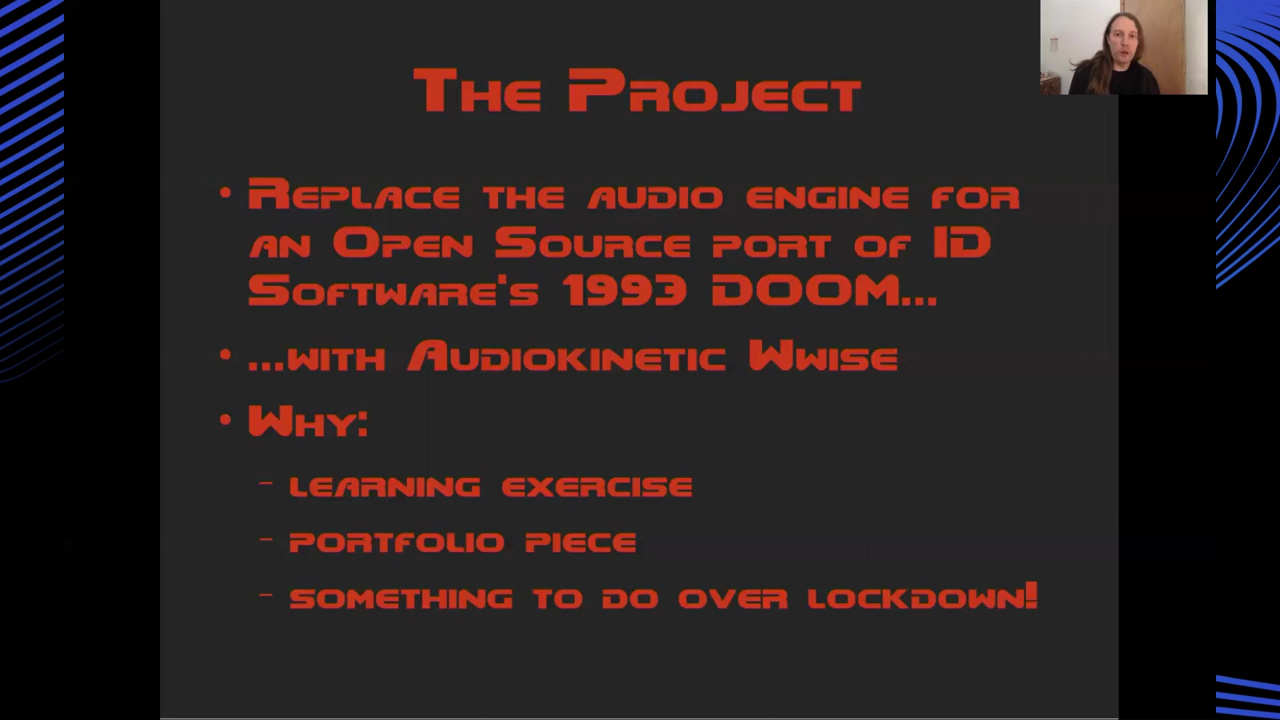 The Project
• Replace the audio engine for
an Open Source port of ID
Software's 1993 DOOM...
• ...with Audiokinetic Wwise
• Why:
– learning exercise
– portfolio piece
– something to do over lockdown!